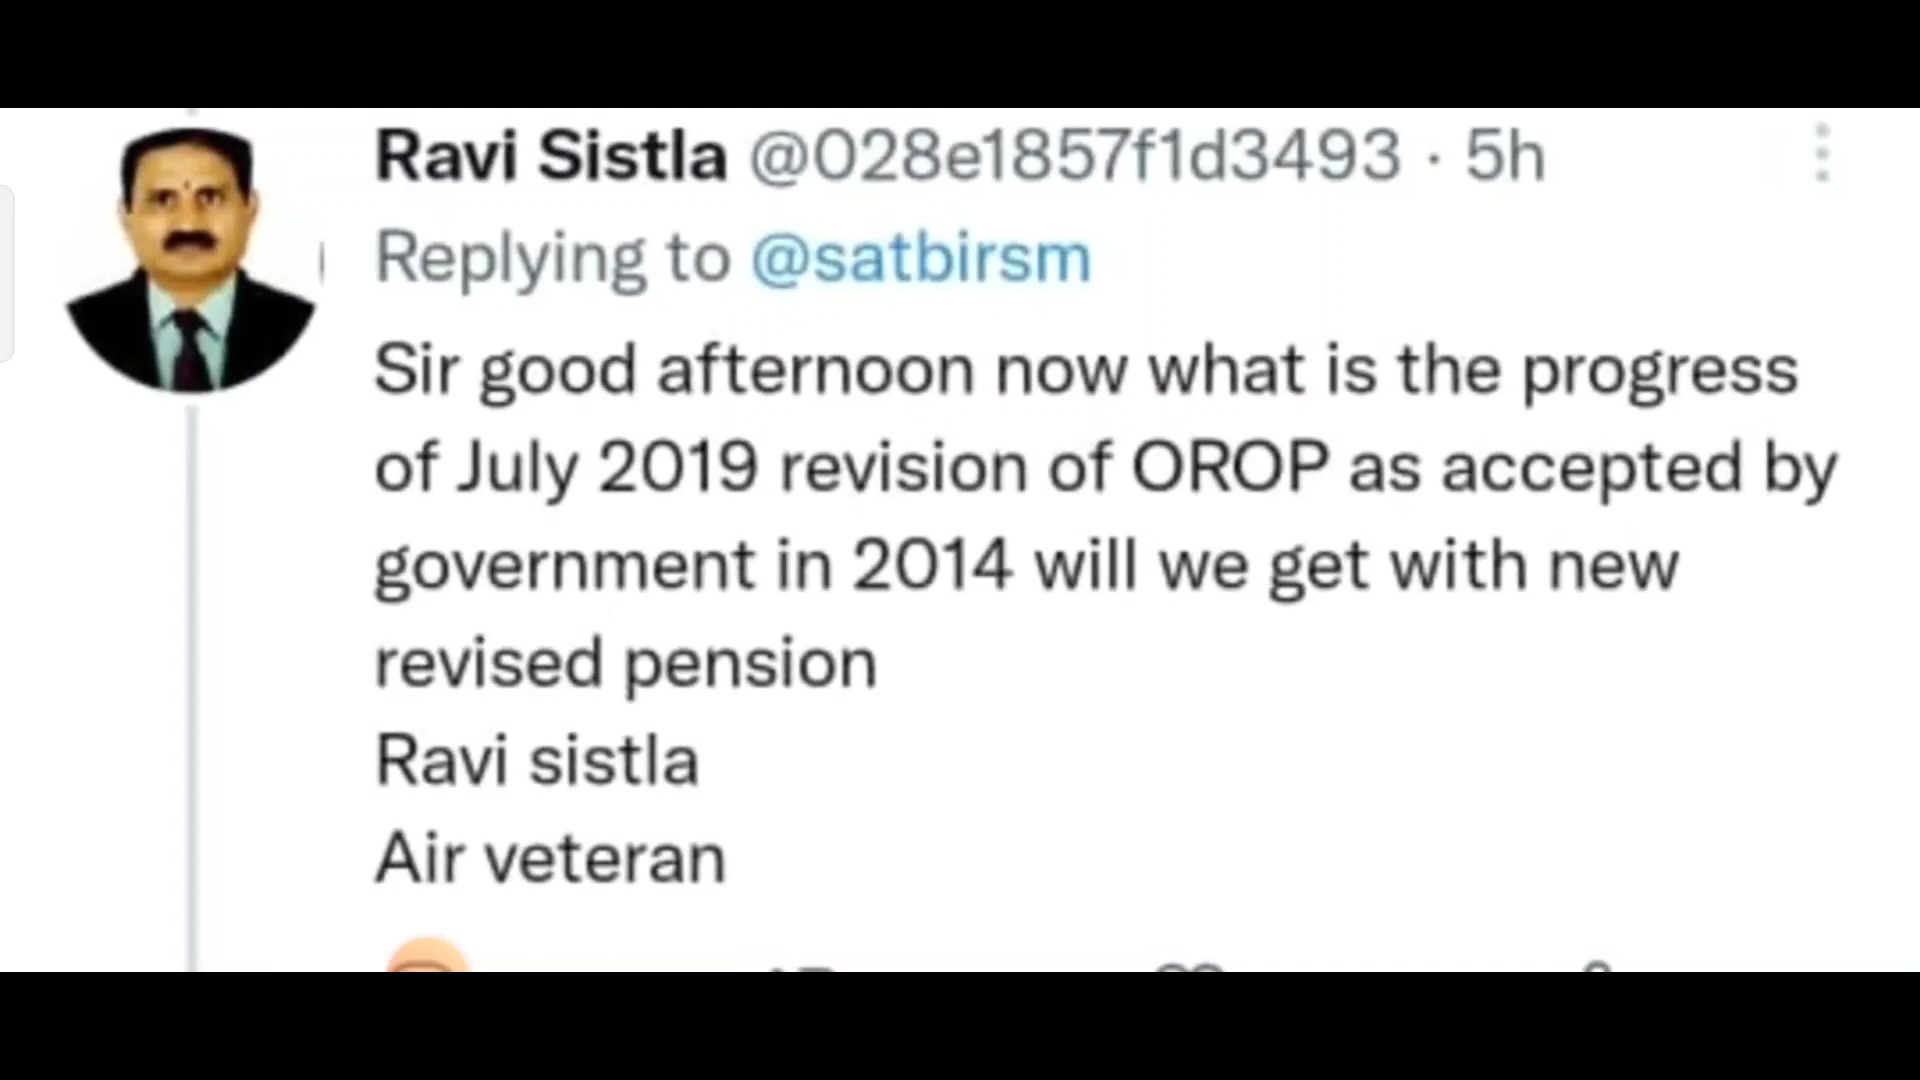 Ravi Sistla @028e1857f1d3493 · 5h
Replying to @satbirsm
Sir good afternoon now what is the progress
of July 2019 revision of OROP as accepted by
government in 2014 will we get with new
revised pension
Ravi sistla
Air veteran